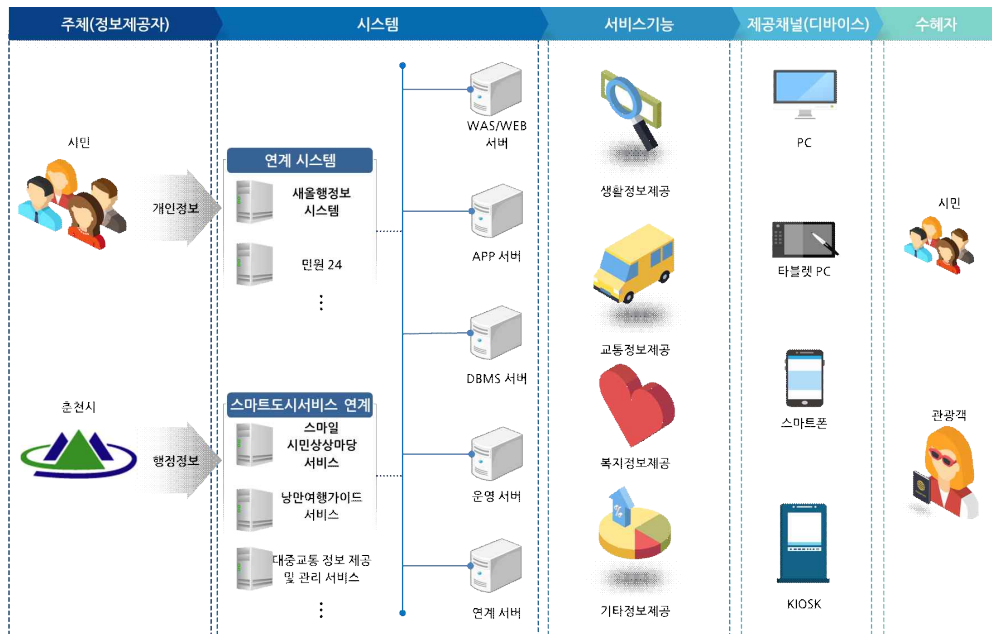 주체(정보제공자)
시스템
서비스기능
제공채널(디바이스)
수혜자
시민
개인정보
춘천시
행점정보
연계 시스템
새올행정보
시스템
민원 24
스마트도시서비스 연계
스마일
시민상상마당
서비스
낭만여행가이드
서비스
대중교통 정보 제공
및 관리 서비스
WAS/WEB
서버
APP 서버
DBMS 서버
운영 서버
연계 서버
생활정보제공
교통정보제공
복지정보제공
기타정보제공
PC
타블렛 PC
스마트폰
KIOSK
시민
관광객